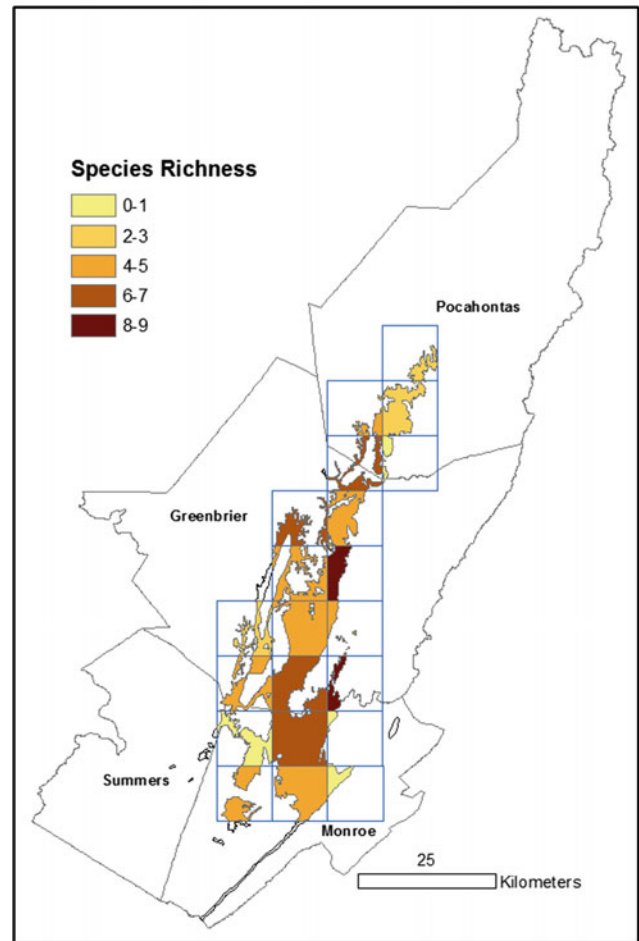 Species Richness
0-1
2-3
4-5
6-7
8-9
Pocahontas
Greenbrier
Summers
Monroe
25
Kilometers